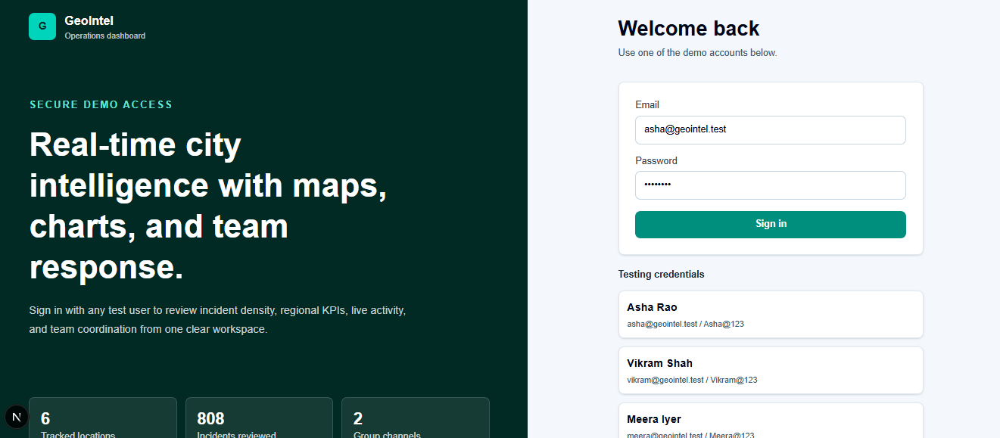 G
GeoIntel
Operations dashboard
SECURE DEMO ACCESS
Real-time city
intelligence with maps,
charts, and team
response.
Sign in with any test user to review incident density, regional KPIs, live activity,
and team coordination from one clear workspace.
6
Tracked locations
808
Incidents reviewed
2
Group channels
N
Welcome back
Use one of the demo accounts below.
Email
asha@geointel.test
Password
••••••••
Sign in
Testing credentials
Asha Rao
asha@geointel.test / Asha@123
Vikram Shah
vikram@geointel.test / Vikram@123
Meera Iyer
meera@geointel.test / Meera@123